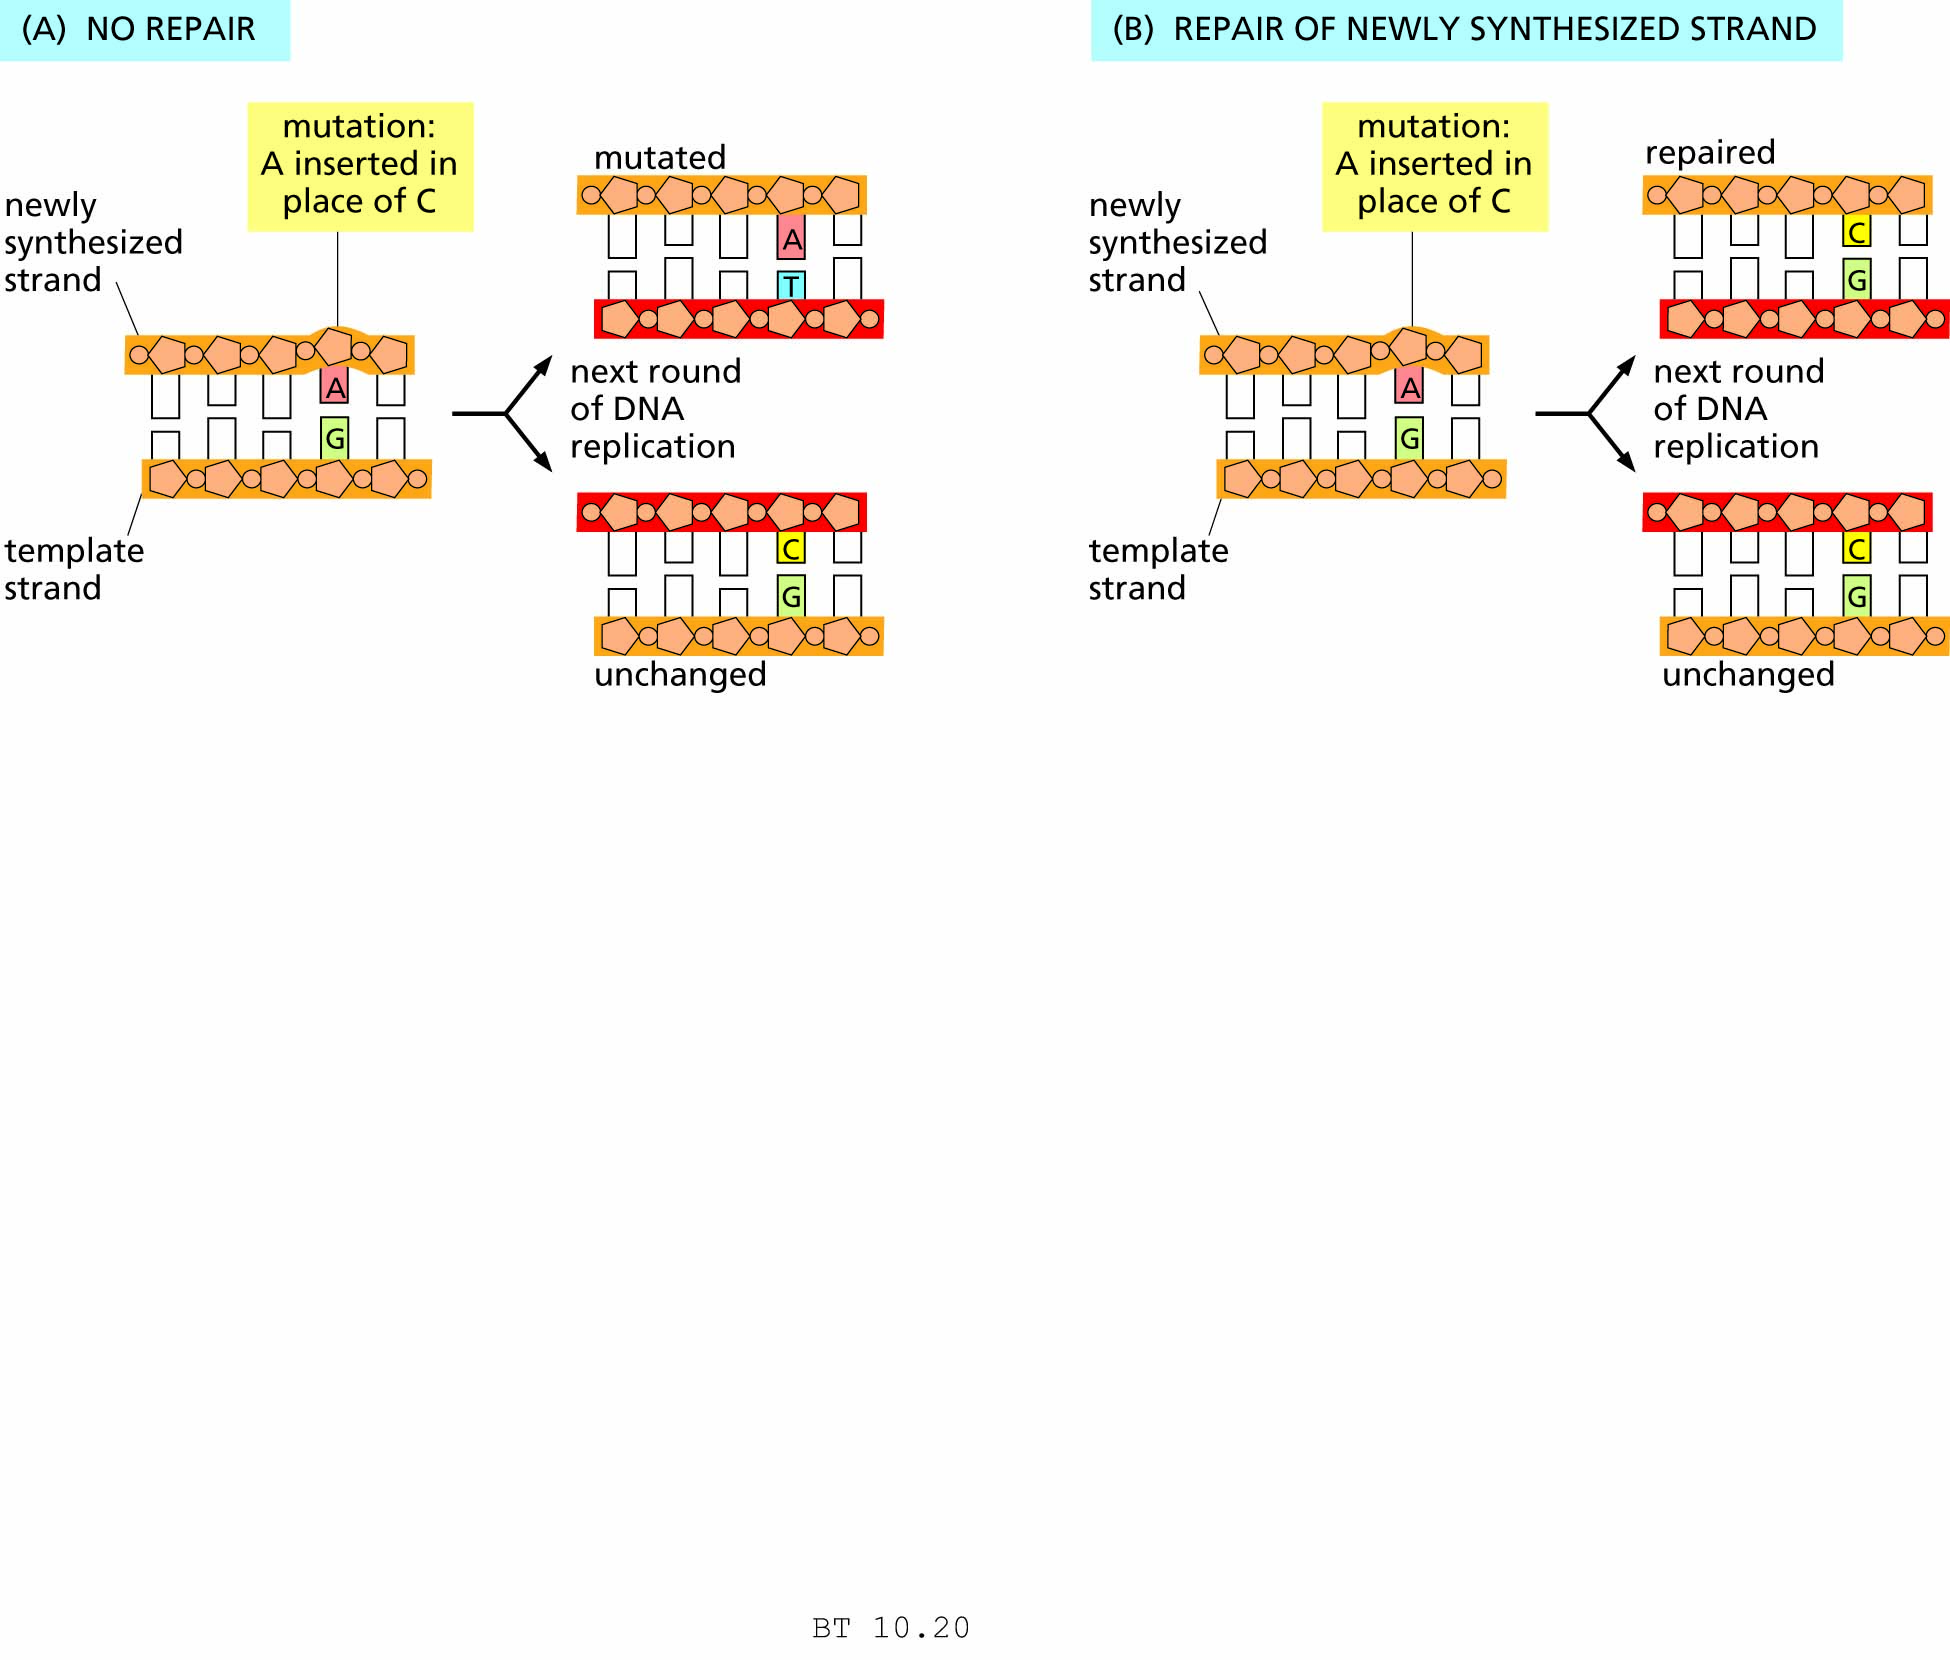 (A) NO REPAIR
mutation:
A inserted in
place of C
newly
synthesized
strand
A
G
template
strand
mutated
A
T
next round
of DNA
replication
C
G
unchanged
(B) REPAIR OF NEWLY SYNTHESIZED STRAND
mutation:
A inserted in
place of C
newly
synthesized
strand
A
G
template
strand
repaired
C
G
next round
of DNA
replication
C
G
unchanged
BT 10.20